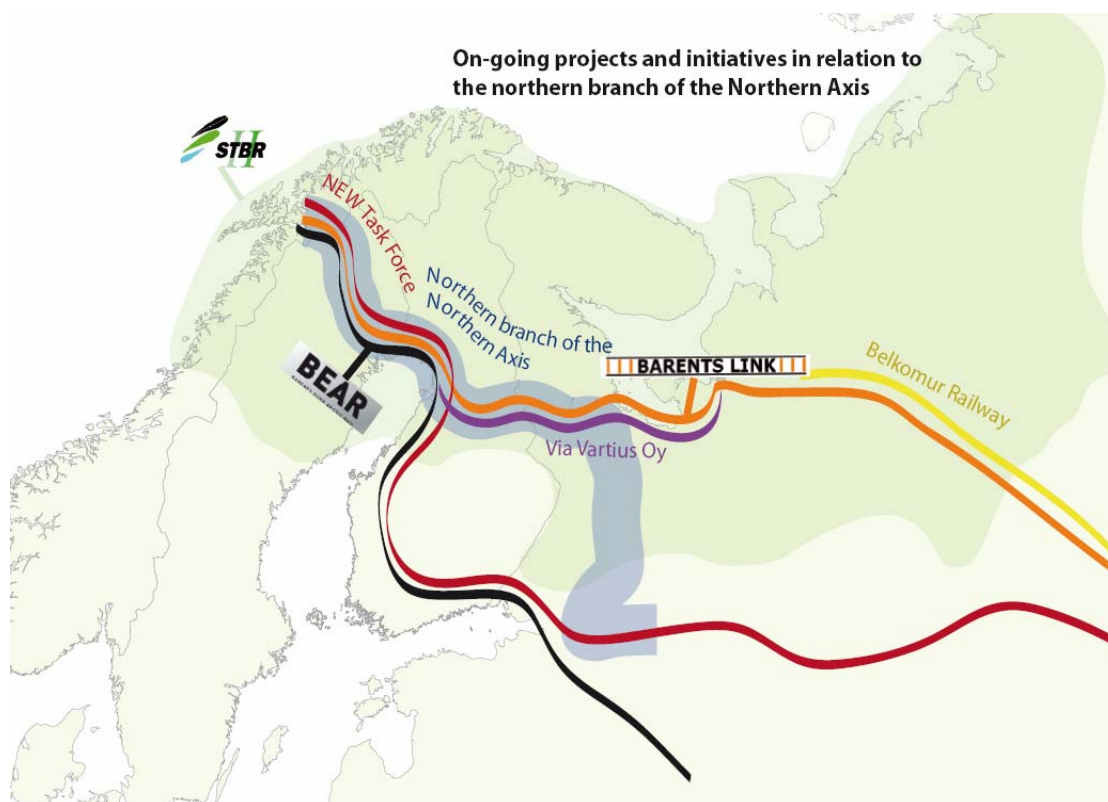 On-going projects and initiatives in relation to
the northern branch of the Northern Axis
II
STBR
NEW Task Force
Northern branch of the
Northern Axis
BEAR
BARENTS LINK
Belkomur Railway
Via Vartius Oy